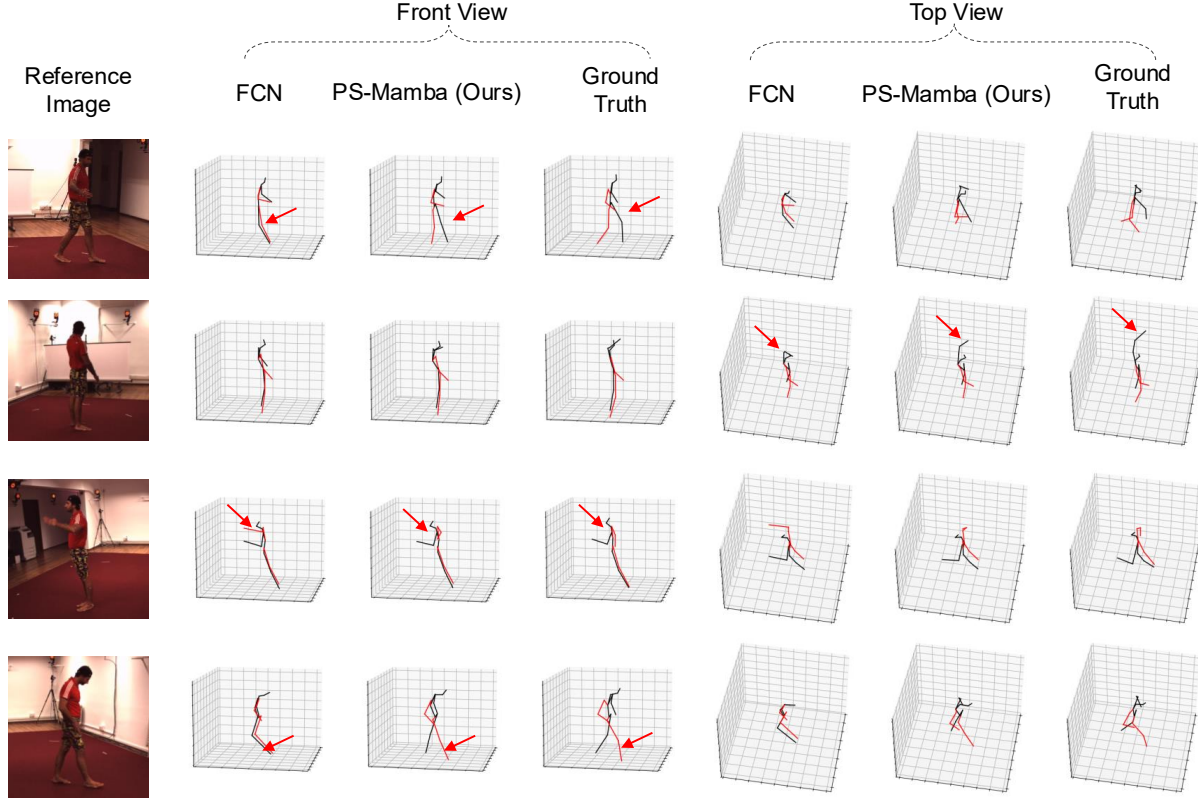 Front View
Top View
Reference
Image
FCN
PS-Mamba (Ours)
Ground
Truth
FCN
PS-Mamba (Ours)
Ground
Truth